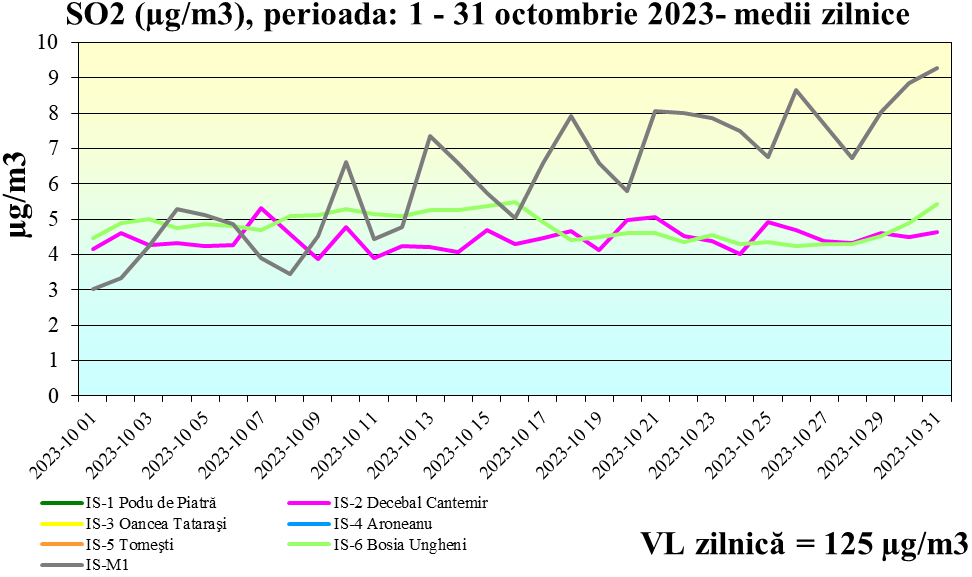 SO2 (µg/m3), perioada: 1 - 31 octombrie 2023- medii zilnice
10
9
8
7
6
5
4
3
2
1
0
µg/m3
2023-10 01
2023-10 03
2023-10 05
2023-10 07
2023-10 09
2023-10 11
2023-10 13
2023-10 15
2023-10 17
2023-10 19
2023-10 21
2023-10 23
2023-10 25
2023-10 27
2023-10 29
2023-10 31
IS-1 Podu de Piatră
IS-2 Decebal Cantemir
IS-3 Oancea Tatarași
IS-4 Aroneanu
IS-5 Tomești
IS-6 Bosia Ungheni
IS-M1
VL zilnică = 125 µg/m3